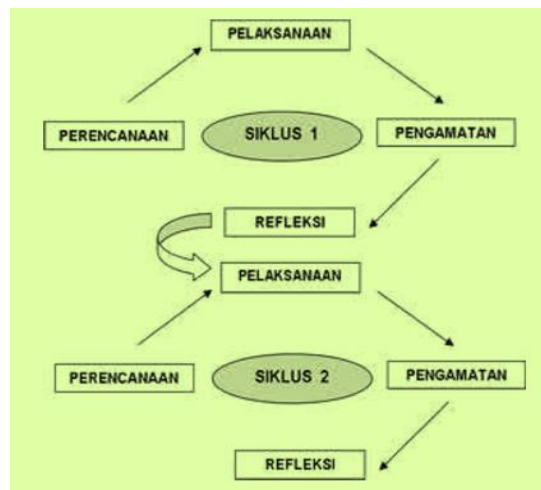 PELAKSANAAN
PERENCANAAN
SIKLUS 1
PENGAMATAN
REFLEKSI
PELAKSANAAN
PERENCANAAN
SIKLUS 2
PENGAMATAN
REFLEKSI